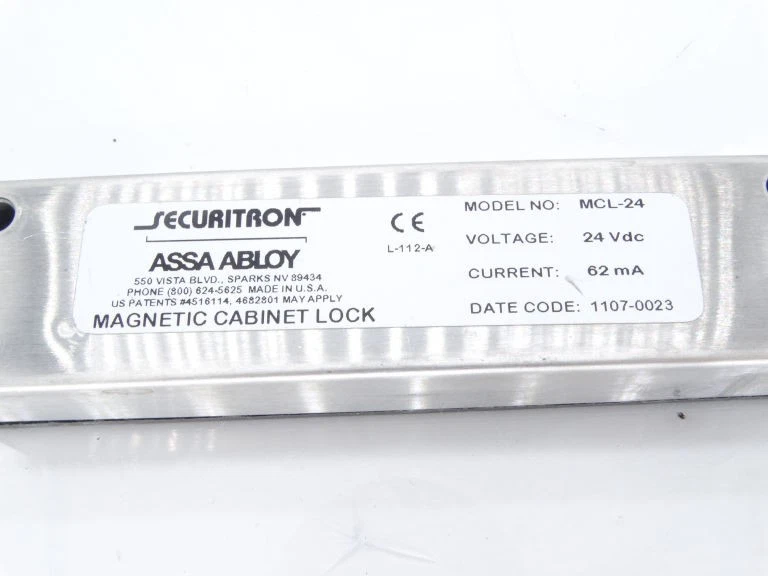 SECURITRON
ASSA ABLOY
550 VISTA BLVD., SPARKS NV 89434
PHONE (800) 624-5625 MADE IN U.S.A.
US PATENTS #4516114, 4682801 MAY APPLY
MAGNETIC CABINET LOCK
CE
L-112-A
MODEL NO: MCL-24
VOLTAGE: 24 Vdc
CURRENT: 62 mA
DATE CODE: 1107-0023